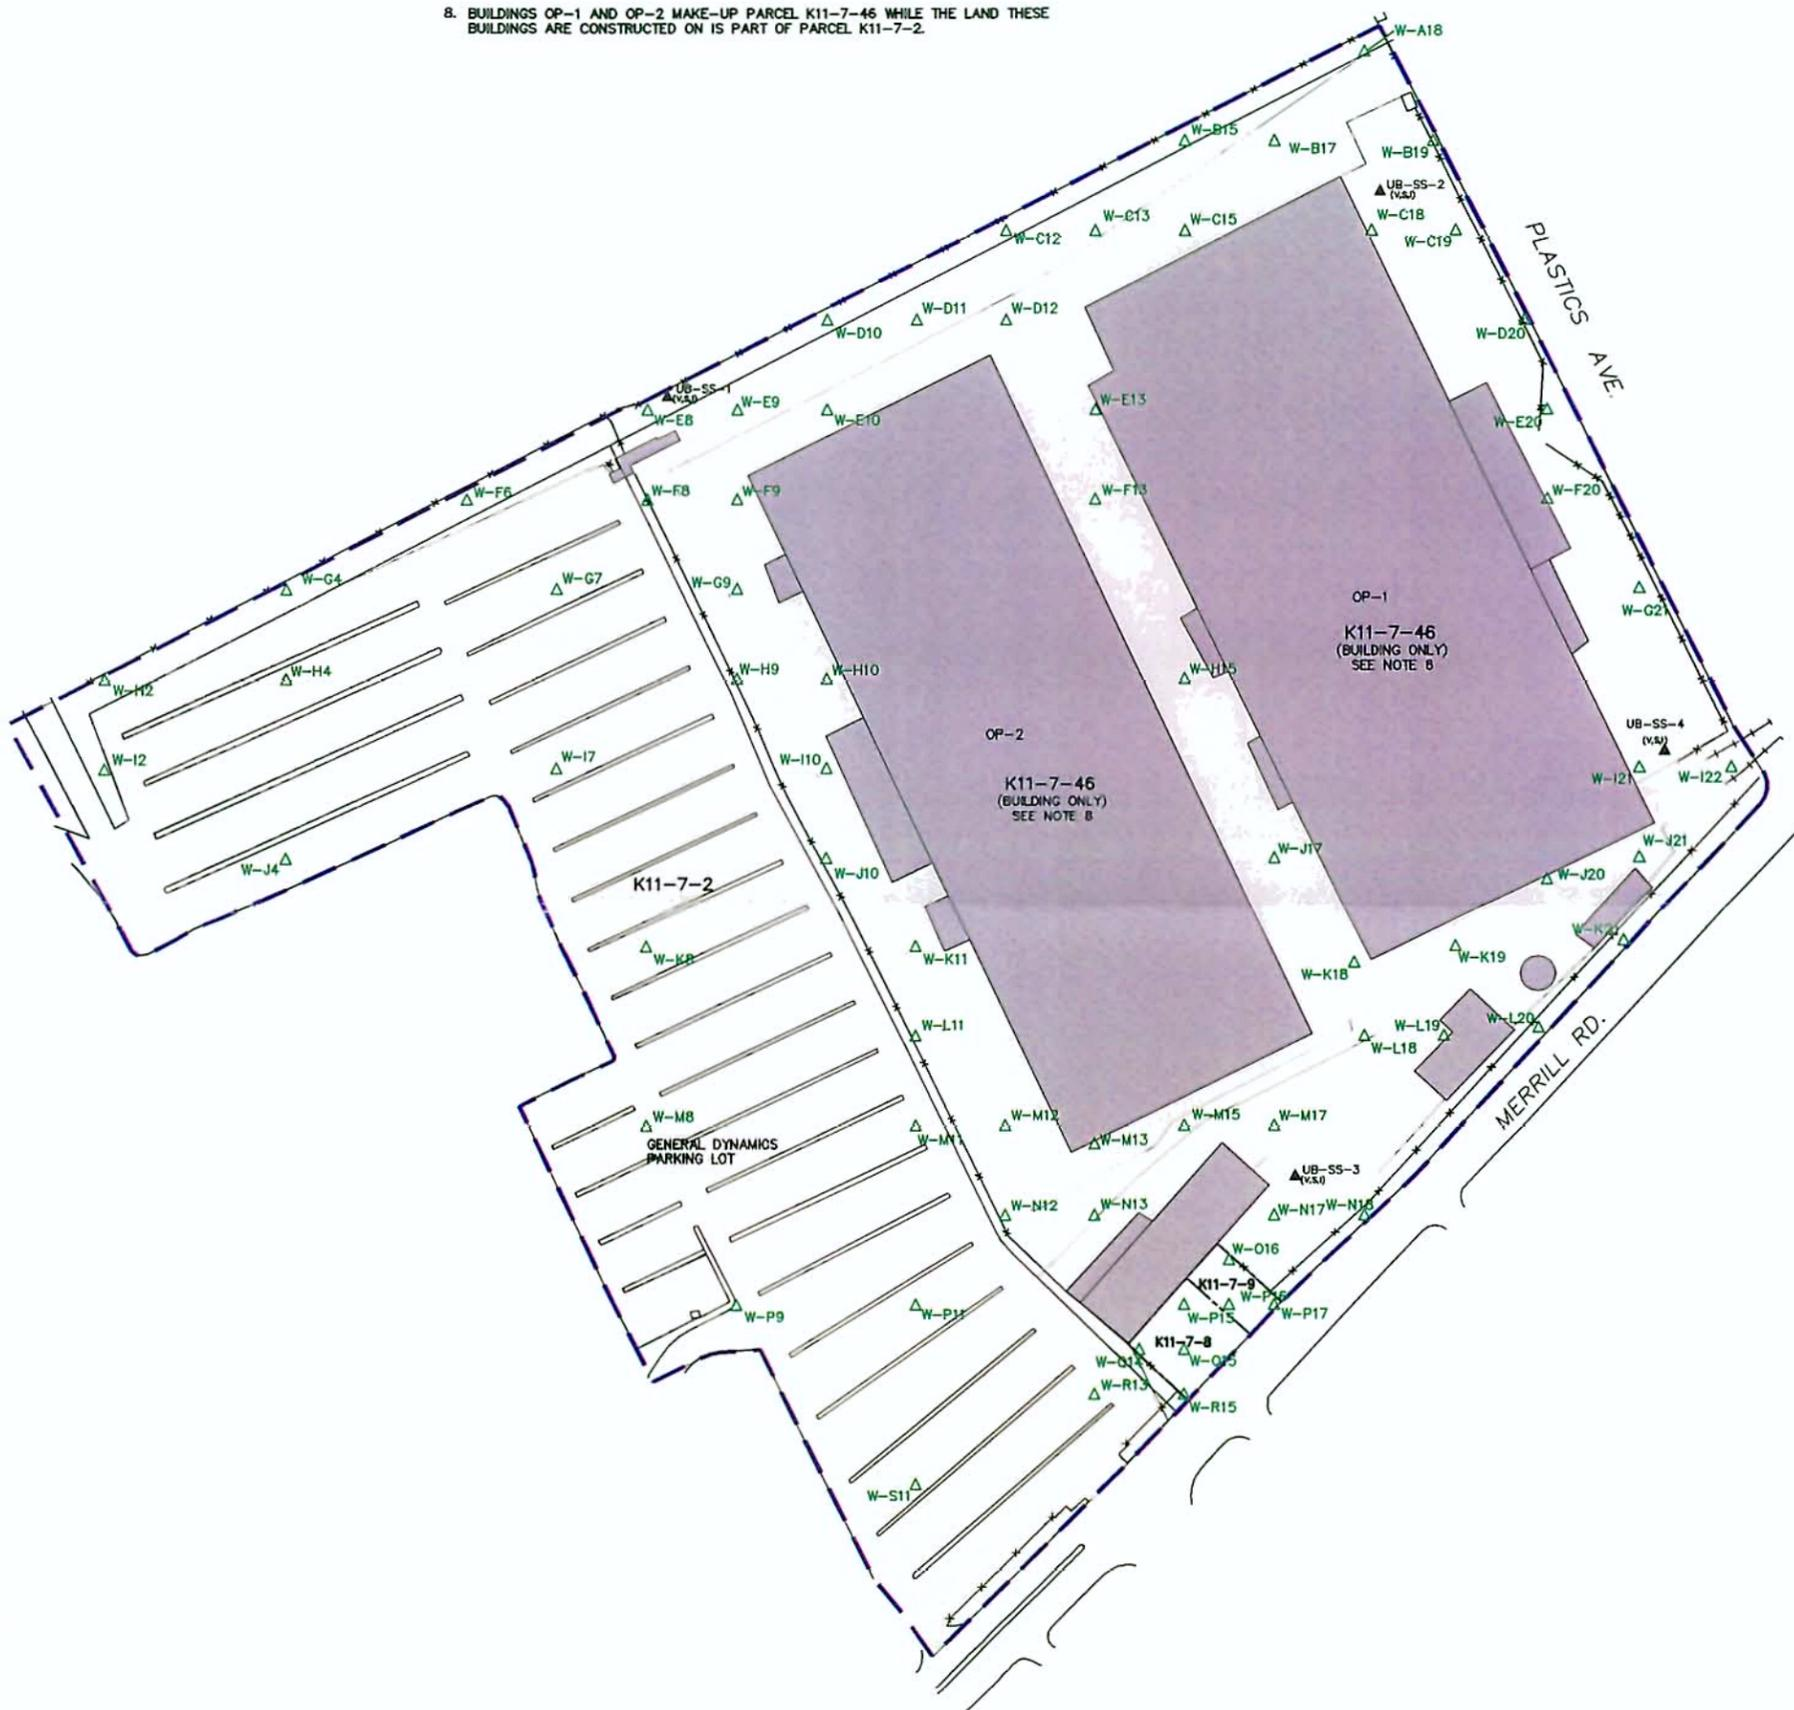 8. BUILDINGS OP-1 AND OP-2 MAKE-UP PARCEL K11-7-46 WHILE THE LAND THESE
BUILDINGS ARE CONSTRUCTED ON IS PART OF PARCEL K11-7-2.
W-A18
W-B15
W-B17
W-B19
UB-SS-2
(V,S,I)
W-C12
W-C13
W-C15
W-C18
W-C19
PLASTICS AVE.
W-D10
W-D11
W-D12
W-D20
UB-SS-1
(V,S,I)
W-E8
W-E9
W-E10
W-E13
W-E20
W-F6
W-F8
W-F9
W-F13
W-F20
W-G4
W-G7
W-G9
OP-1
K11-7-46
(BUILDING ONLY)
SEE NOTE 8
W-G21
W-H2
W-H4
W-H9
W-H10
W-H15
OP-2
K11-7-46
(BUILDING ONLY)
SEE NOTE 8
UB-SS-4
(V,S,I)
W-I2
W-I7
W-I10
W-I21
W-I22
W-J4
W-J10
W-J17
W-J20
W-J21
K11-7-2
W-K8
W-K11
W-K18
W-K19
W-K21
W-L11
W-L18
W-L19
W-L20
MERRILL RD.
W-M8
W-M11
W-M12
W-M13
W-M15
W-M17
GENERAL DYNAMICS
PARKING LOT
UB-SS-3
(V,S,I)
W-N12
W-N13
W-N17
W-N18
W-O16
K11-7-9
W-P9
W-P11
W-P15
W-P16
W-P17
K11-7-8
W-Q14
W-Q15
W-R13
W-R15
W-S11